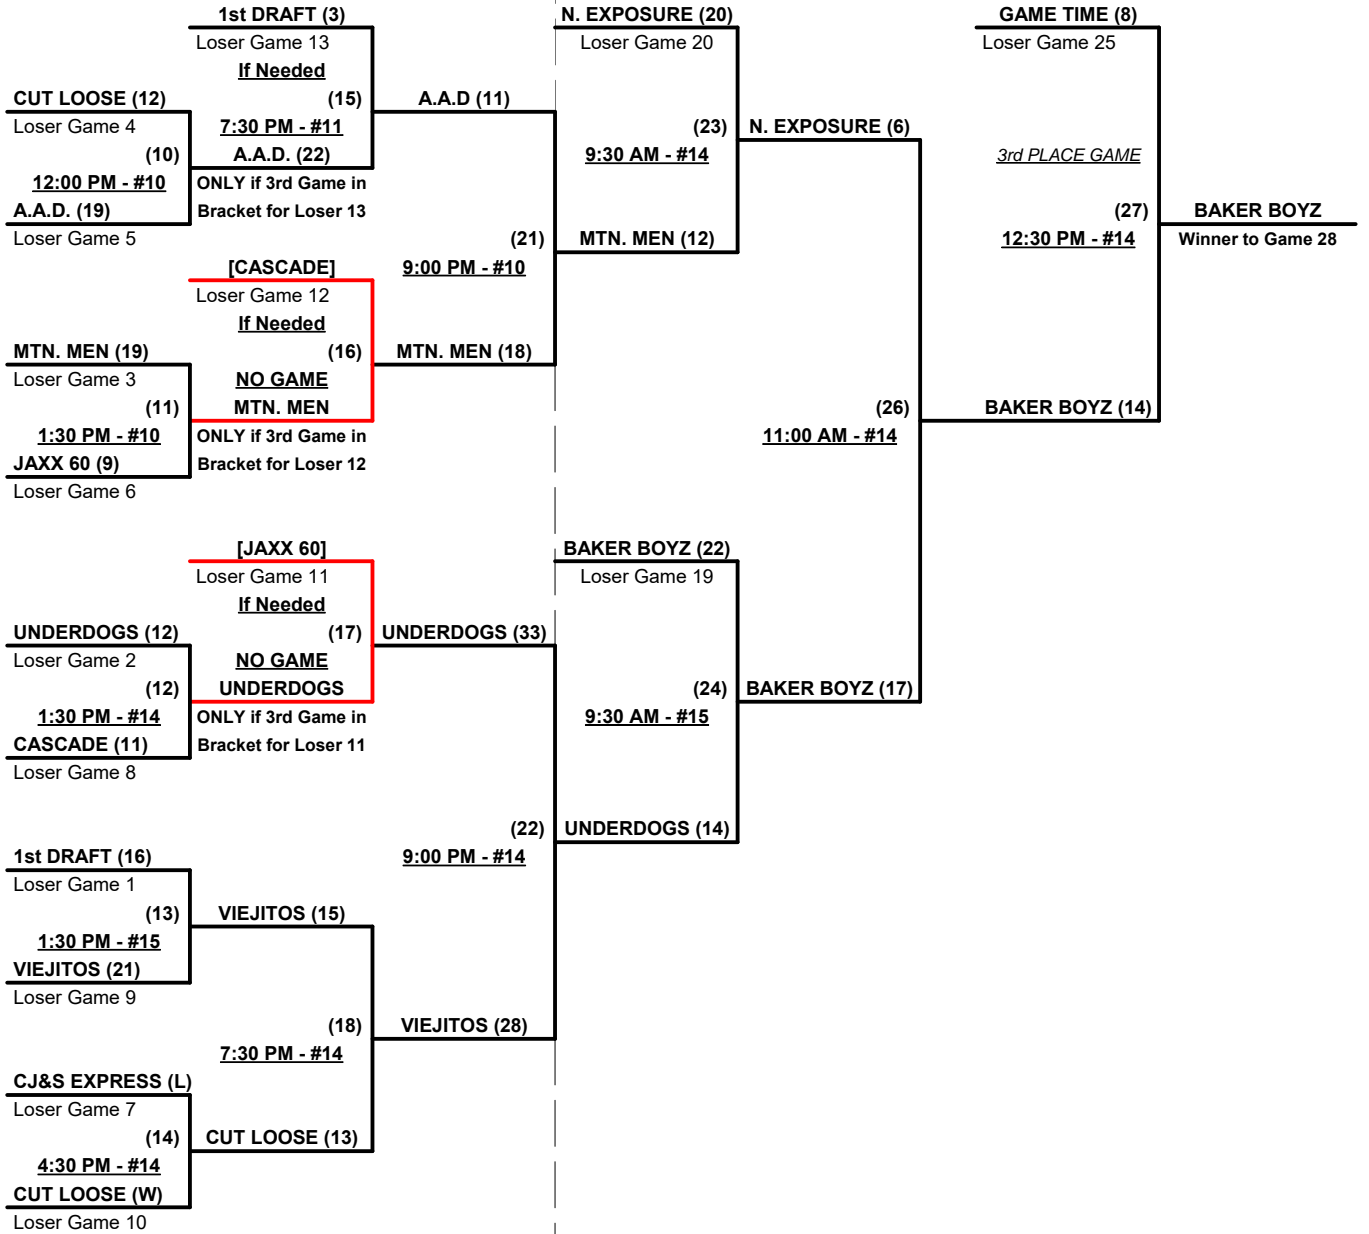 1st DRAFT (3)
Loser Game 13
If Needed
(15)
7:30 PM - #11
CUT LOOSE (12)
Loser Game 4
(10)
12:00 PM - #10
A.A.D. (19)
Loser Game 5
A.A.D. (22)
ONLY if 3rd Game in
Bracket for Loser 13
A.A.D (11)
[CASCADE]
Loser Game 12
If Needed
(16)
NO GAME
MTN. MEN
ONLY if 3rd Game in
Bracket for Loser 12
MTN. MEN (19)
Loser Game 3
(11)
1:30 PM - #10
JAXX 60 (9)
Loser Game 6
(21)
9:00 PM - #10
MTN. MEN (18)
[JAXX 60]
Loser Game 11
If Needed
(17)
NO GAME
UNDERDOGS
ONLY if 3rd Game in
Bracket for Loser 11
UNDERDOGS (12)
Loser Game 2
(12)
1:30 PM - #14
CASCADE (11)
Loser Game 8
UNDERDOGS (33)
1st DRAFT (16)
Loser Game 1
(13)
1:30 PM - #15
VIEJITOS (21)
Loser Game 9
VIEJITOS (15)
(18)
7:30 PM - #14
CJ&S EXPRESS (L)
Loser Game 7
(14)
4:30 PM - #14
CUT LOOSE (W)
Loser Game 10
CUT LOOSE (13)
(22)
9:00 PM - #14
VIEJITOS (28)
N. EXPOSURE (20)
Loser Game 20
(23)
9:30 AM - #14
MTN. MEN (12)
N. EXPOSURE (6)
BAKER BOYZ (22)
Loser Game 19
(24)
9:30 AM - #15
UNDERDOGS (14)
BAKER BOYZ (17)
(26)
11:00 AM - #14
GAME TIME (8)
Loser Game 25
3rd PLACE GAME
(27)
12:30 PM - #14
BAKER BOYZ (14)
BAKER BOYZ
Winner to Game 28